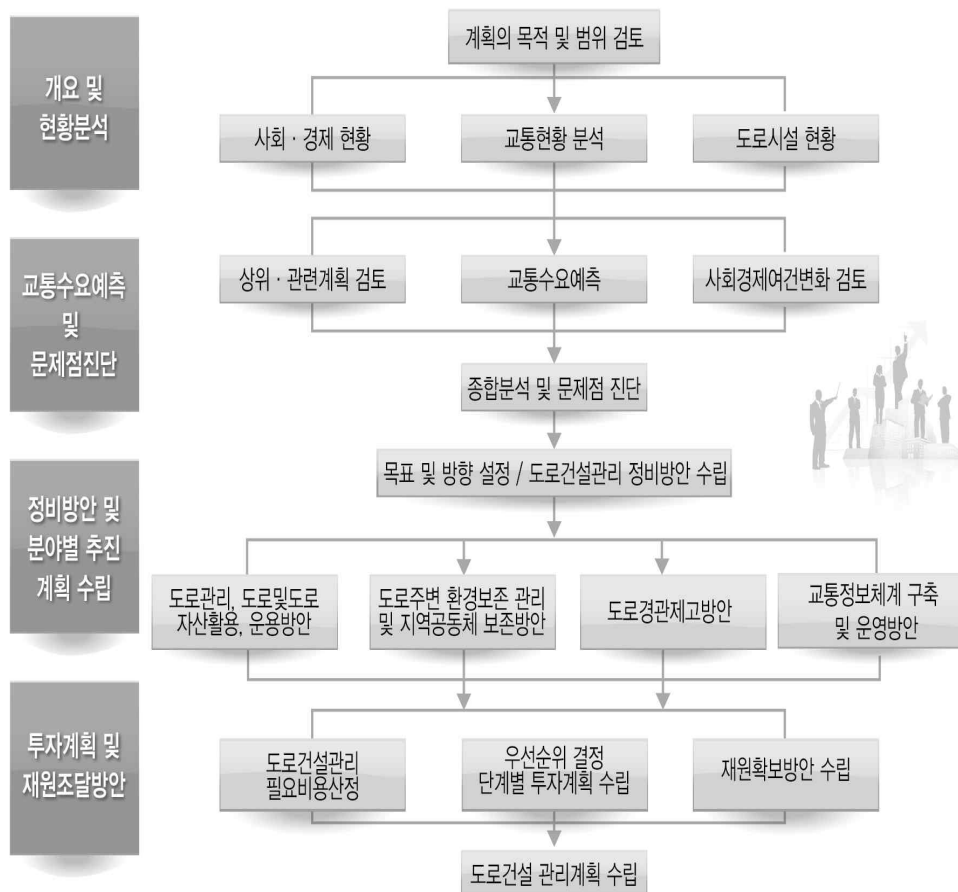 계획의 목적 및 범위 검토
개요 및
현황분석
사회 · 경제 현황
교통현황 분석
도로시설 현황
교통수요예측
및
문제점진단
상위 · 관련계획 검토
교통수요예측
사회경제여건변화 검토
종합분석 및 문제점 진단
목표 및 방향 설정 / 도로건설관리 정비방안 수립
정비방안 및
분야별 추진
계획 수립
도로관리, 도로및도로
자산활용, 운용방안
도로주변 환경보존 관리
및 지역공동체 보존방안
도로경관제고방안
교통정보체계 구축
및 운영방안
투자계획 및
재원조달방안
도로건설관리
필요비용산정
우선순위 결정
단계별 투자계획 수립
재원확보방안 수립
도로건설 관리계획 수립